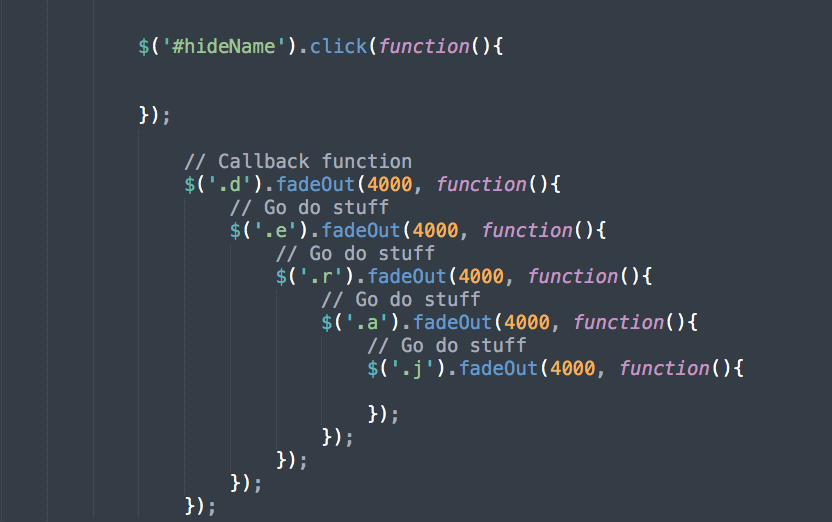 $('#hideName').click(function(){
});
// Callback function
$('.d').fadeOut(4000, function(){
// Go do stuff
$('.e').fadeOut(4000, function(){
// Go do stuff
$('.r').fadeOut(4000, function(){
// Go do stuff
$('.a').fadeOut(4000, function(){
// Go do stuff
$('.j').fadeOut(4000, function(){
});
});
});
});
});